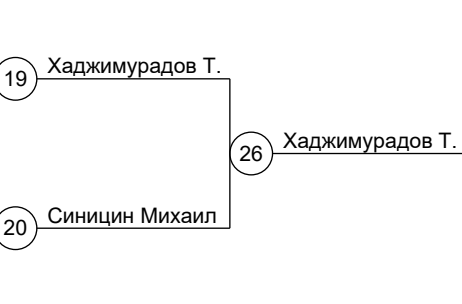 19 Хаджимурадов Т.
26 Хаджимурадов Т.
20 Синицин Михаил